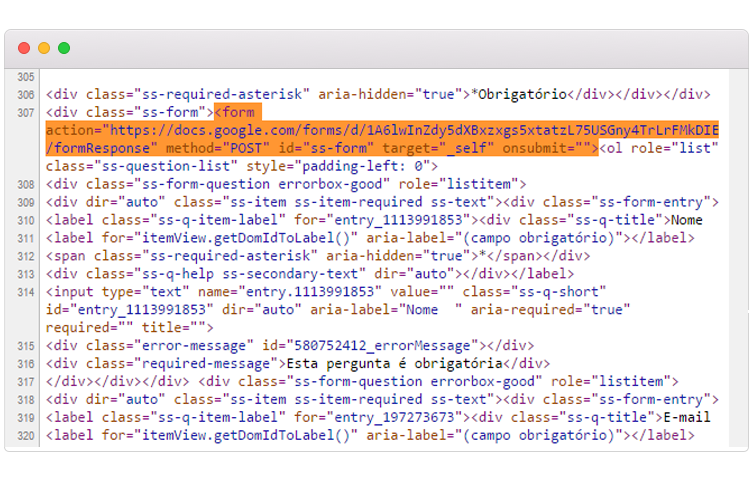 305
306 <div class="ss-required-asterisk" aria-hidden="true">*Obrigatório</div></div></div>
307 <div class="ss-form"><form
action="https://docs.google.com/forms/d/1A6lwInZdy5dXBxzxgs5xtatzL75USGny4TrLrFMkDIE
/formResponse" method="POST" id="ss-form" target="_self" onsubmit=""><ol role="list"
class="ss-question-list" style="padding-left: 0">
308 <div class="ss-form-question errorbox-good" role="listitem">
309 <div dir="auto" class="ss-item ss-item-required ss-text"><div class="ss-form-entry">
310 <label class="ss-q-item-label" for="entry_1113991853"><div class="ss-q-title">Nome
311 <label for="itemView.getDomIdToLabel()" aria-label="(campo obrigatório)"></label>
312 <span class="ss-required-asterisk" aria-hidden="true">*</span></div>
313 <div class="ss-q-help ss-secondary-text" dir="auto"></div></label>
314 <input type="text" name="entry.1113991853" value="" class="ss-q-short"
id="entry_1113991853" dir="auto" aria-label="Nome  " aria-required="true"
required="" title="">
315 <div class="error-message" id="580752412_errorMessage"></div>
316 <div class="required-message">Esta pergunta é obrigatória</div>
317 </div></div></div> <div class="ss-form-question errorbox-good" role="listitem">
318 <div dir="auto" class="ss-item ss-item-required ss-text"><div class="ss-form-entry">
319 <label class="ss-q-item-label" for="entry_197273673"><div class="ss-q-title">E-mail
320 <label for="itemView.getDomIdToLabel()" aria-label="(campo obrigatório)"></label>